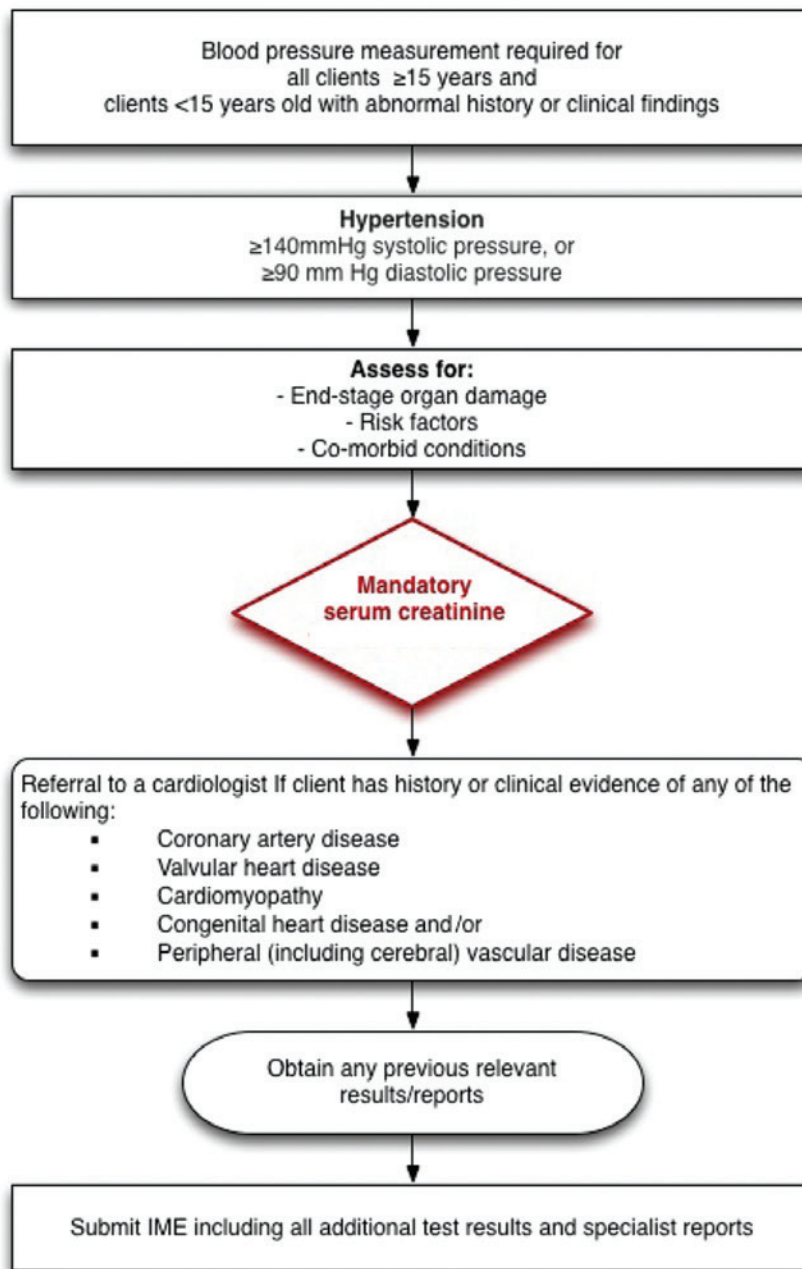 Blood pressure measurement required for
all clients ≥15 years and
clients <15 years old with abnormal history or clinical findings
Hypertension
≥140mmHg systolic pressure, or
≥90 mm Hg diastolic pressure
Assess for:
- End-stage organ damage
- Risk factors
- Co-morbid conditions
Mandatory
serum creatinine
Referral to a cardiologist If client has history or clinical evidence of any of the
following:
▪ Coronary artery disease
▪ Valvular heart disease
▪ Cardiomyopathy
▪ Congenital heart disease and/or
▪ Peripheral (including cerebral) vascular disease
Obtain any previous relevant
results/reports
Submit IME including all additional test results and specialist reports